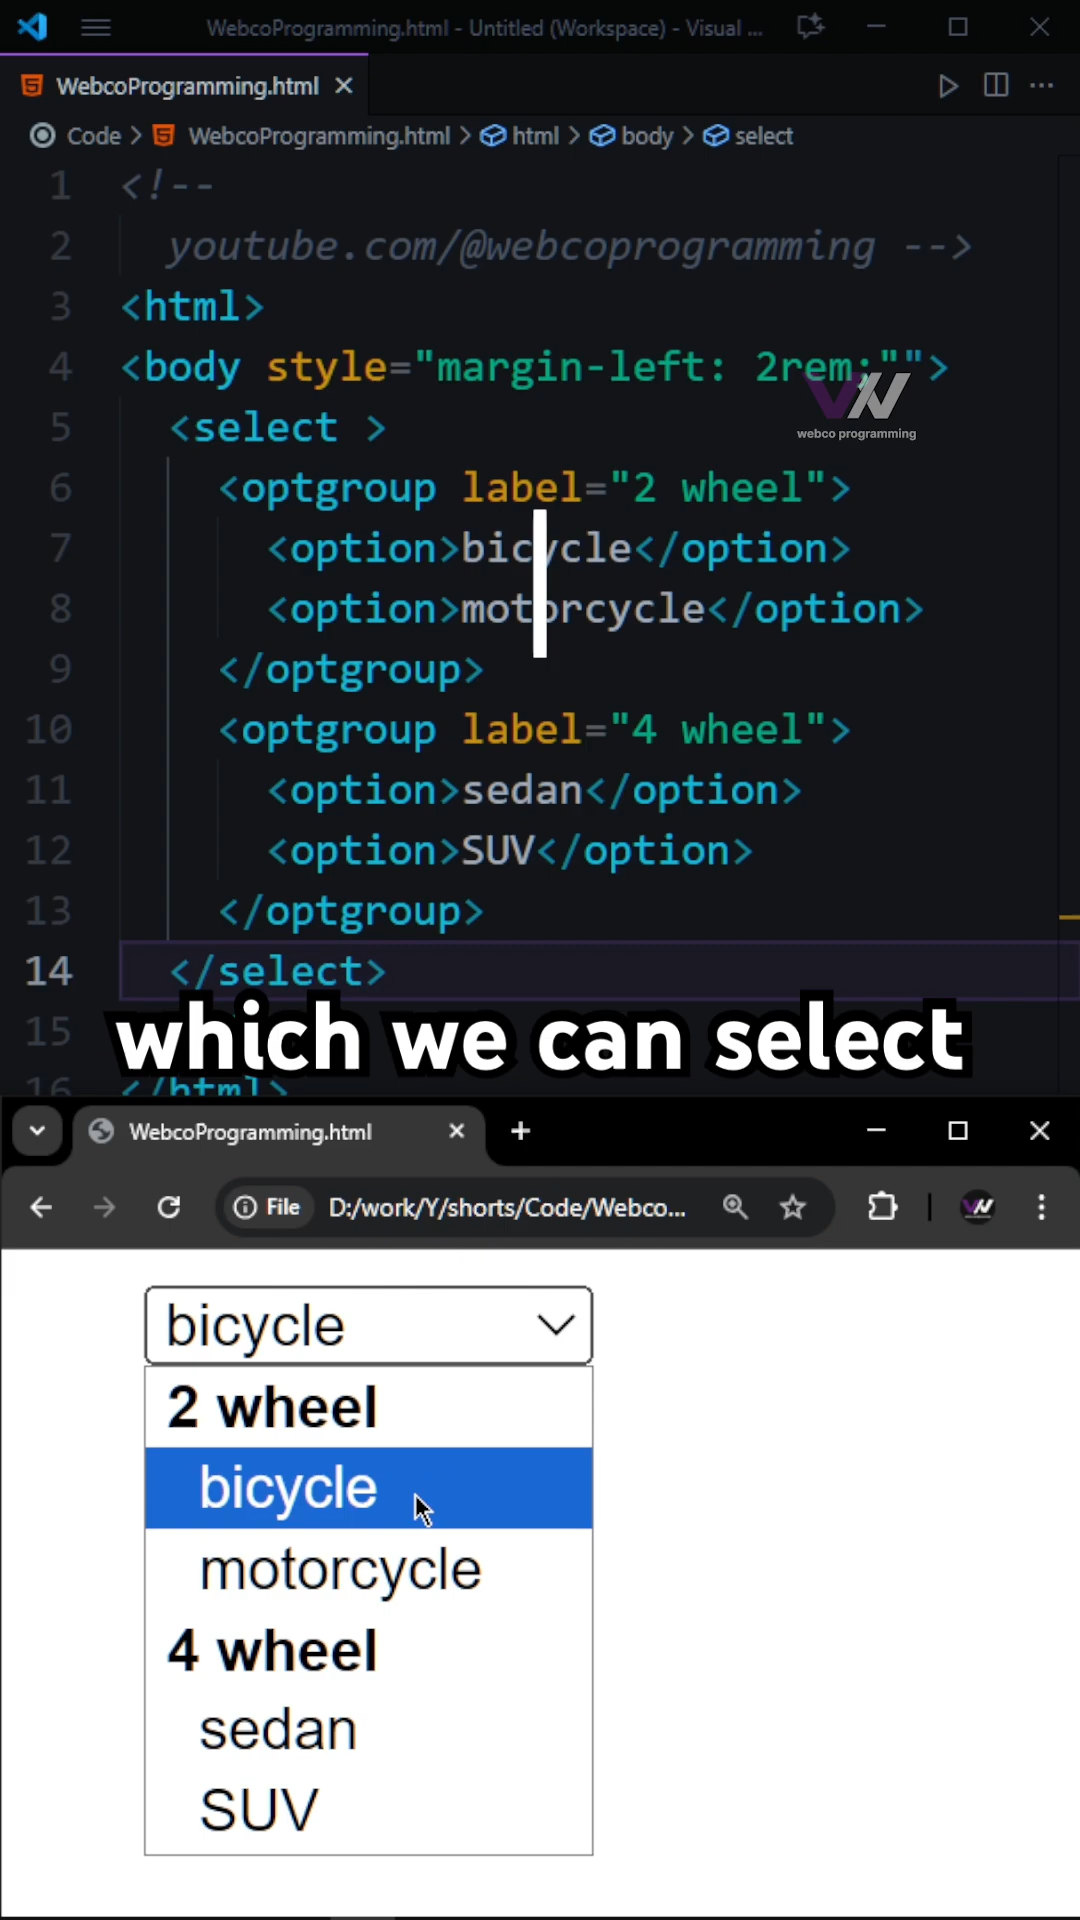 WebcoProgramming.html - Untitled (Workspace) - Visual ...
WebcoProgramming.html
Code > WebcoProgramming.html > html > body > select
1 <!--
2 youtube.com/@webcoprogramming -->
3 <html>
4 <body style="margin-left: 2rem;"">
VW
webco programming
5 <select >
6 <optgroup label="2 wheel">
7 <option>bicycle</option>
8 <option>motorcycle</option>
9 </optgroup>
10 <optgroup label="4 wheel">
11 <option>sedan</option>
12 <option>SUV</option>
13 </optgroup>
14 </select>
15
which we can select
16 </html>
WebcoProgramming.html
File D:/work/Y/shorts/Code/Webco...
bicycle
2 wheel
bicycle
motorcycle
4 wheel
sedan
SUV